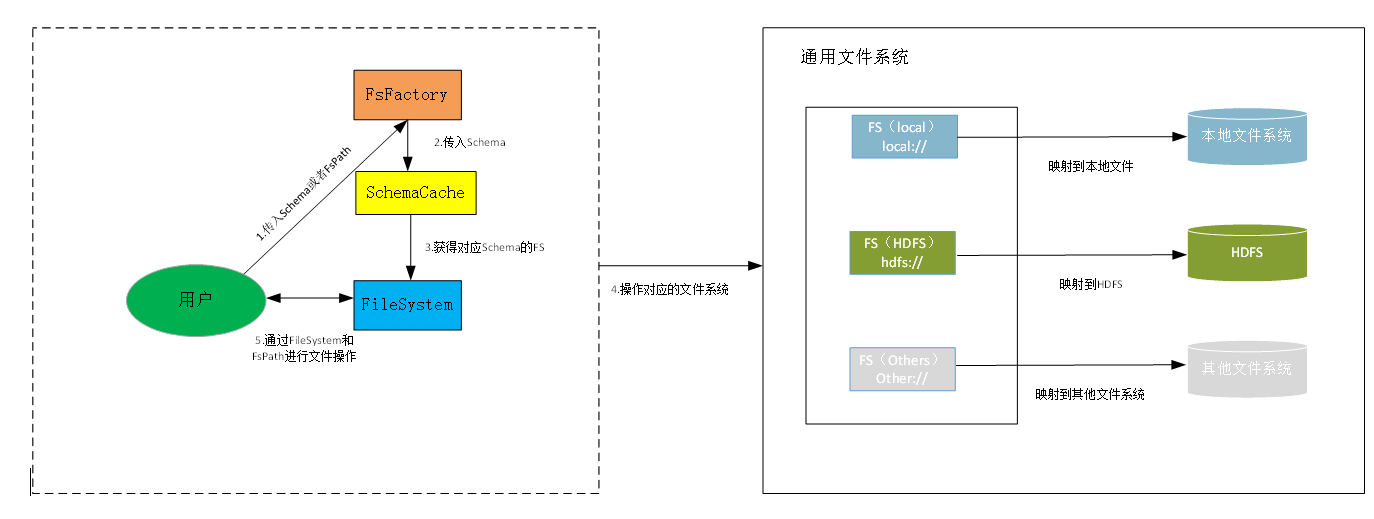 FsFactory
2.传入Schema
1.传入Schema或者FsPath
SchemaCache
3.获得对应Schema的FS
用户
FileSystem
5.通过FileSystem和
FsPath进行文件操作
4.操作对应的文件系统
通用文件系统
FS（local）
local://
映射到本地文件
本地文件系统
FS（HDFS）
hdfs://
映射到HDFS
HDFS
FS（Others）
Other://
映射到其他文件系统
其他文件系统